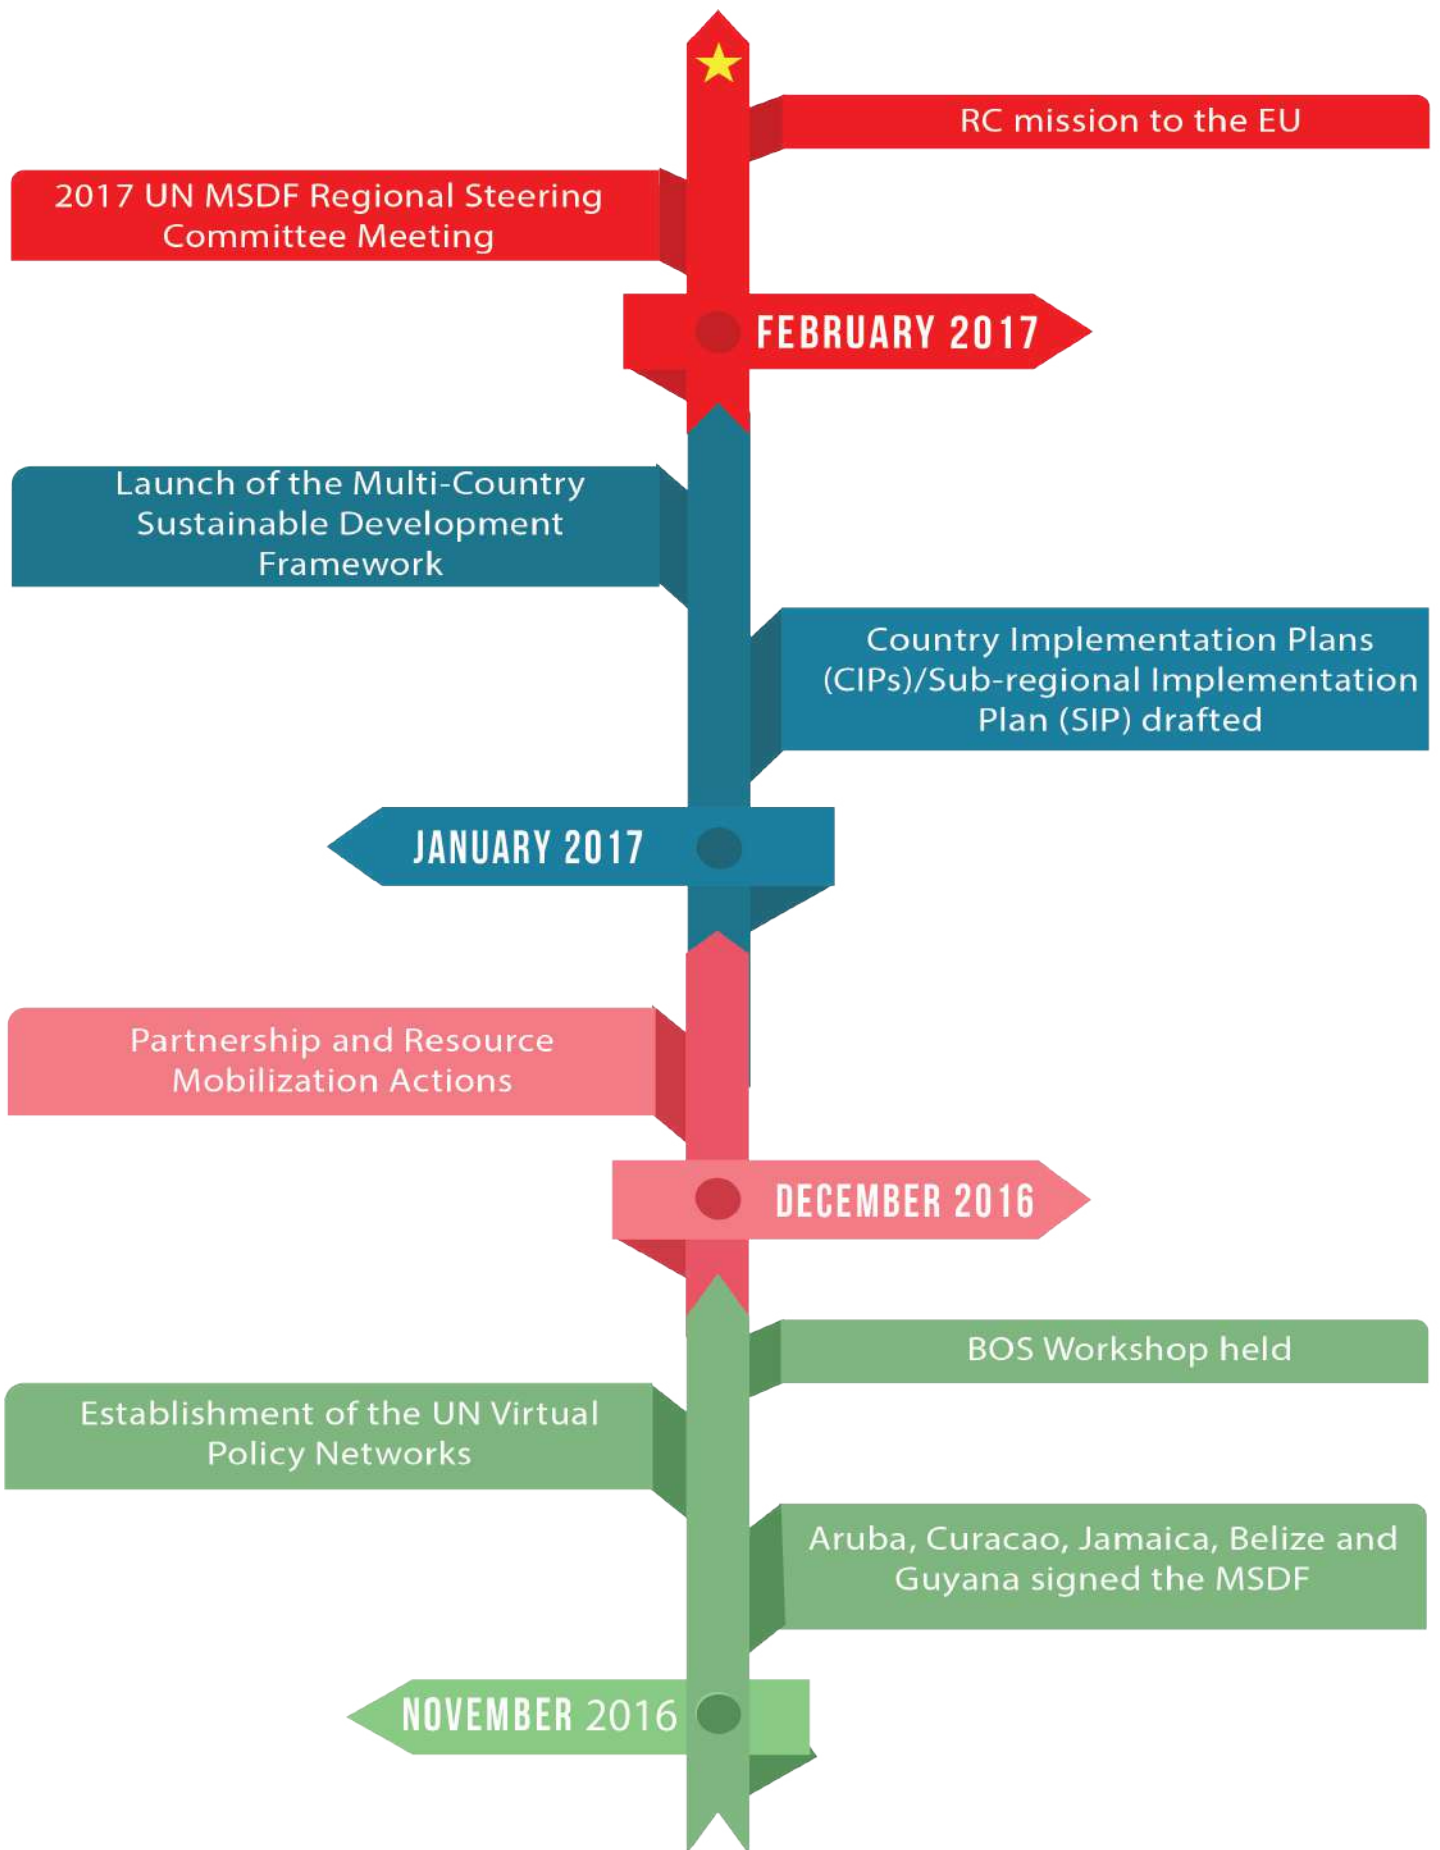 RC mission to the EU
2017 UN MSDF Regional Steering
Committee Meeting
FEBRUARY 2017
Launch of the Multi-Country
Sustainable Development
Framework
Country Implementation Plans
(CIPs)/Sub-regional Implementation
Plan (SIP) drafted
JANUARY 2017
Partnership and Resource
Mobilization Actions
DECEMBER 2016
BOS Workshop held
Establishment of the UN Virtual
Policy Networks
Aruba, Curacao, Jamaica, Belize and
Guyana signed the MSDF
NOVEMBER 2016